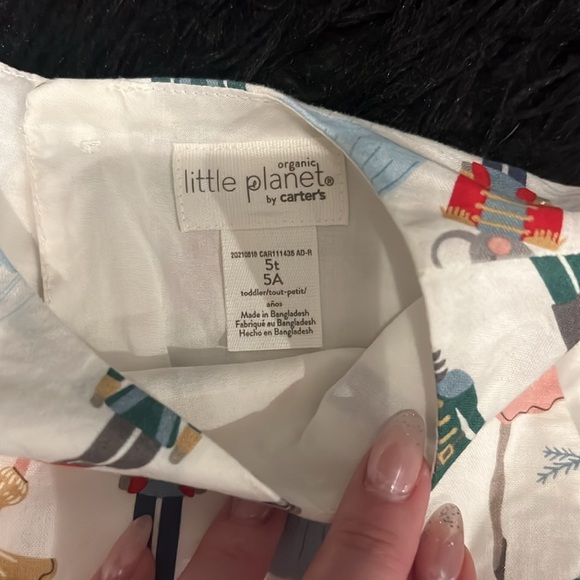 organic
little planet®
by carter's
2Q210810 CAR111438 AD-R
5t
5A
toddler/tout-petit/
años
Made in Bangladesh
Fabriqué au Bangladesh
Hecho en Bangladesh